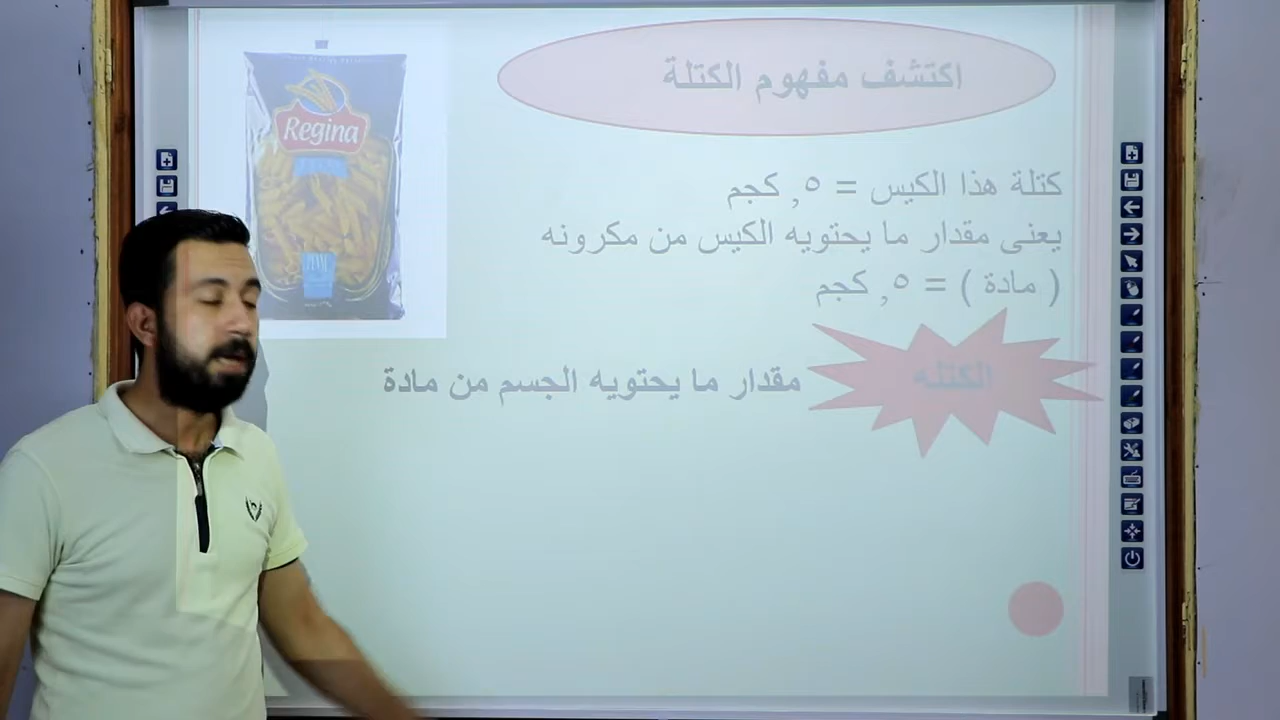 اكتشف مفهوم الكتلة
Regina
كتلة هذا الكيس = ٥, كجم
يعنى مقدار ما يحتويه الكيس من مكرونه
( مادة ) = ٥, كجم
الكتله
مقدار ما يحتويه الجسم من مادة